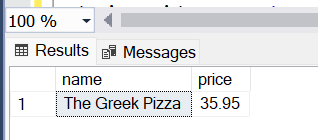 100 %
Results Messages
name price
1 The Greek Pizza 35.95